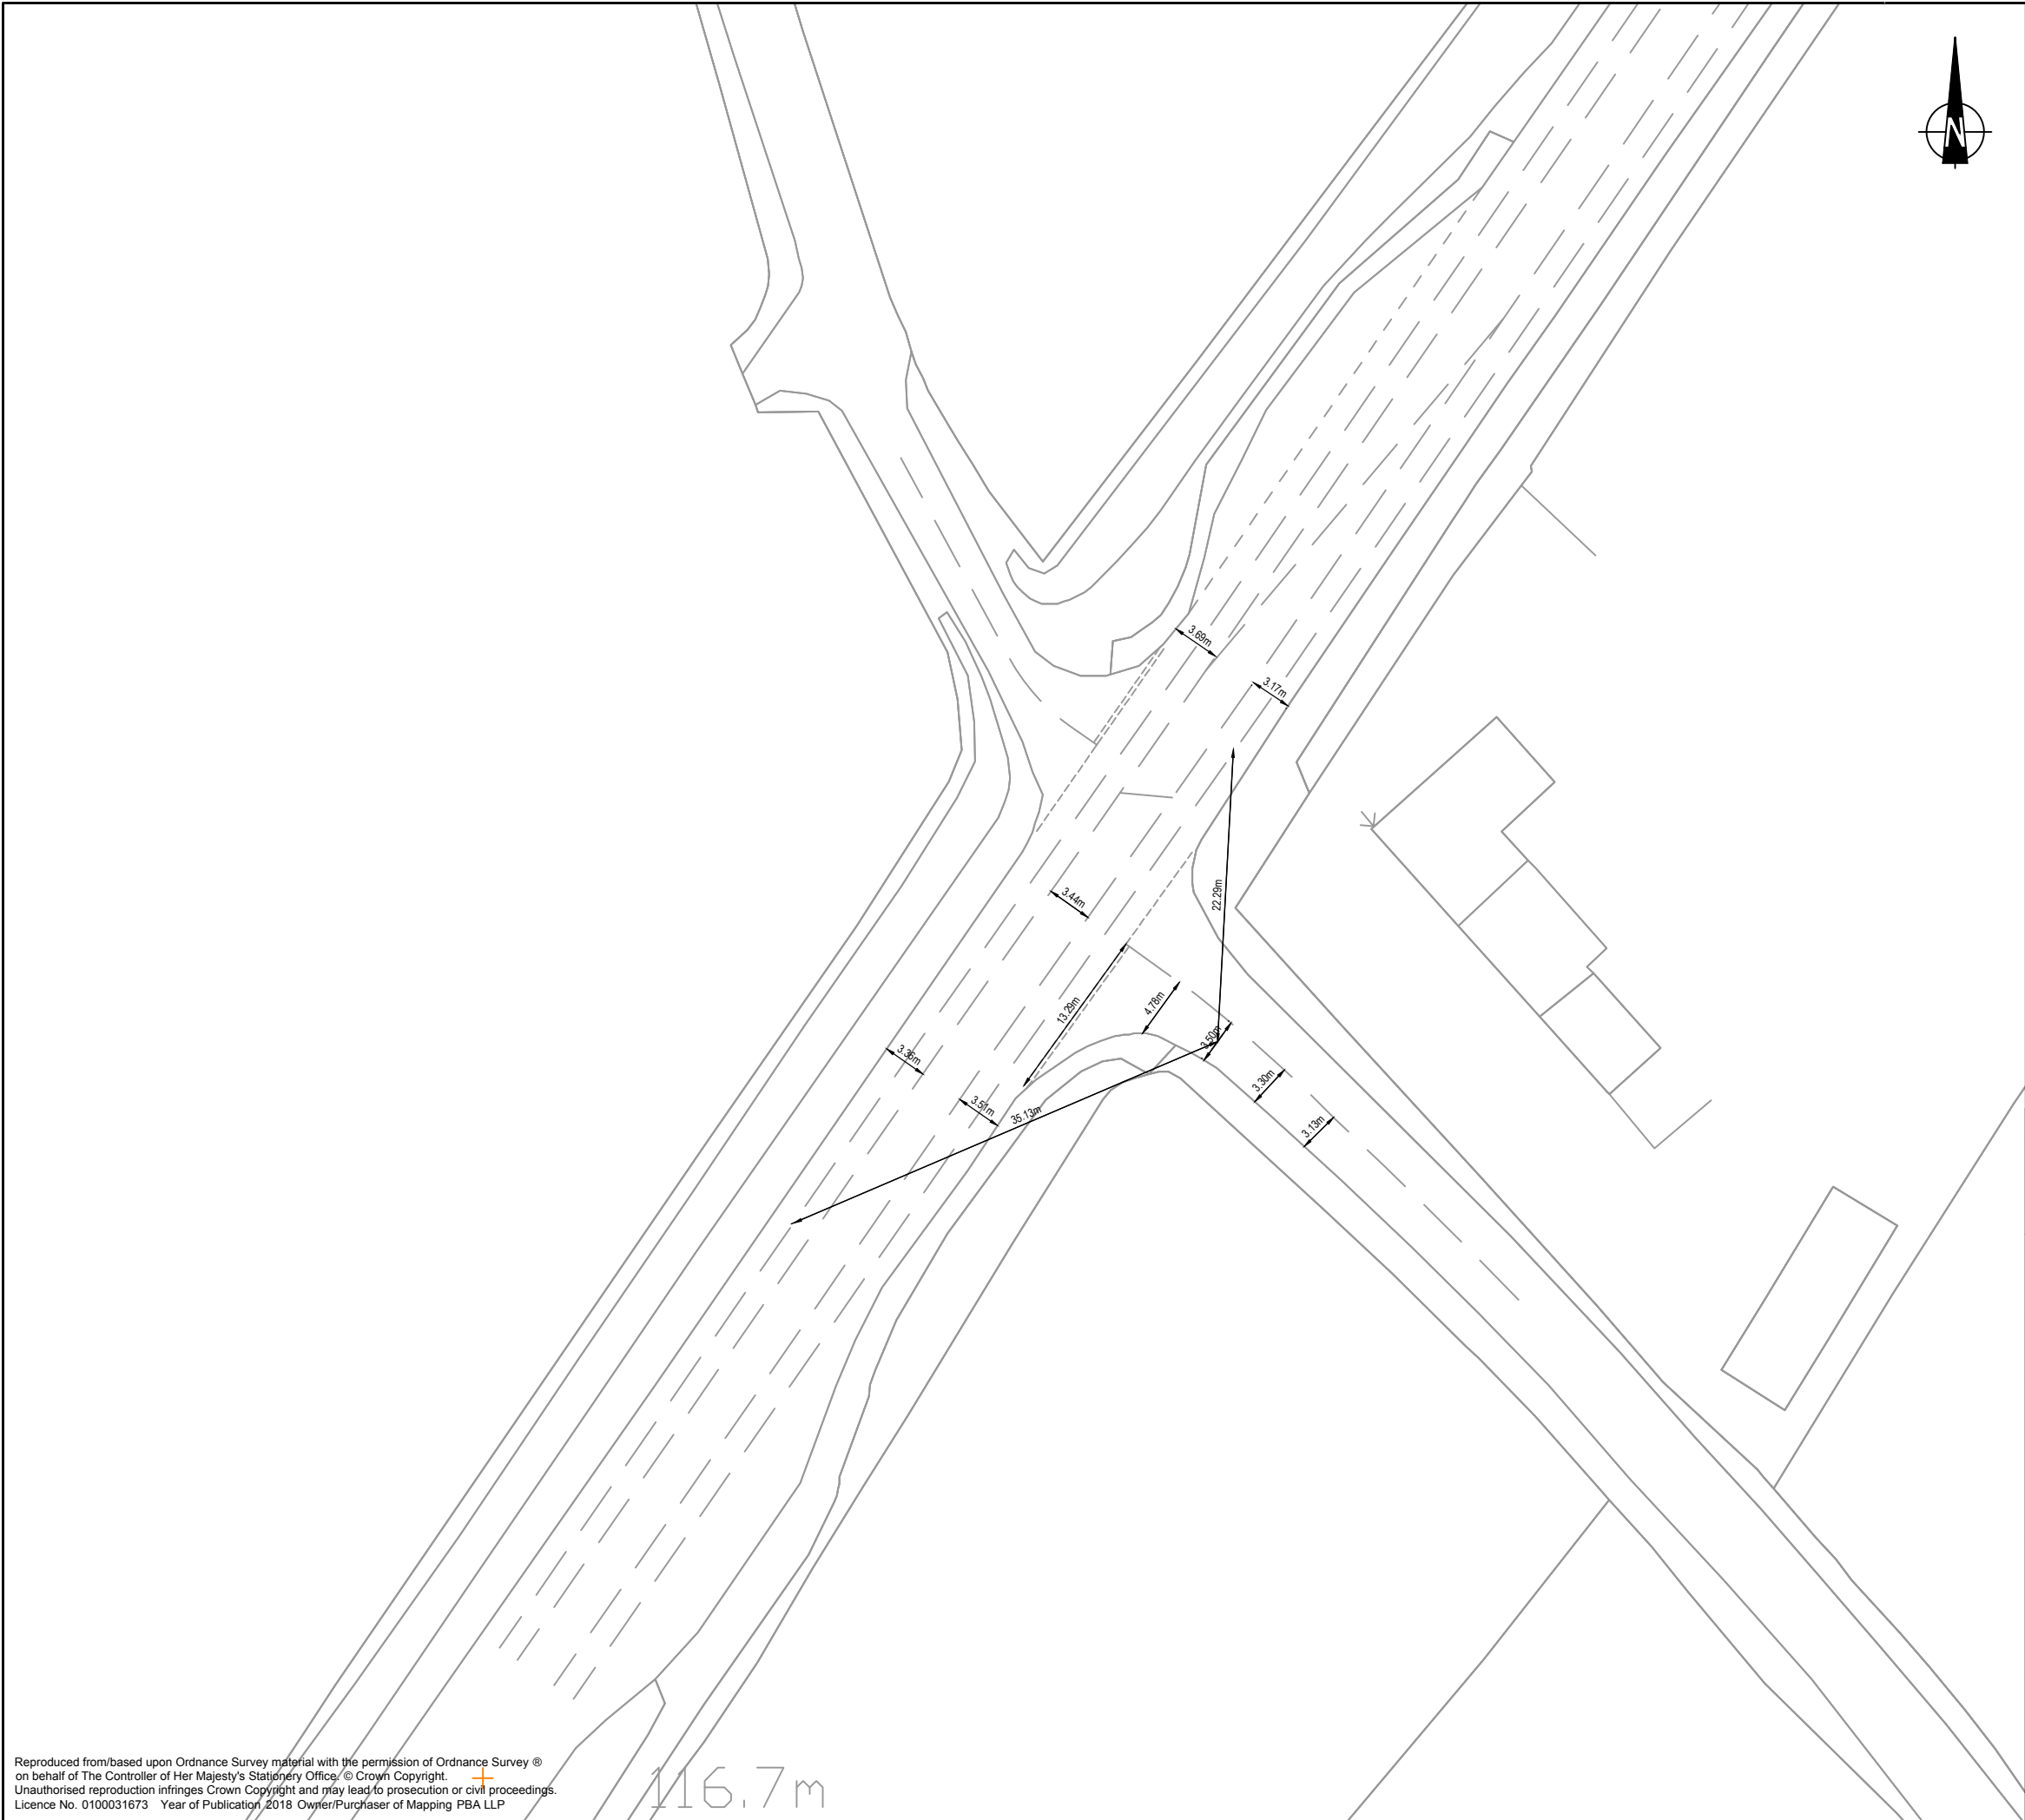 N
3.69m
3.17m
22.29m
3.44m
13.29m
4.78m
3.50m
3.36m
3.30m
3.51m
35.13m
3.13m
Reproduced from/based upon Ordnance Survey material with the permission of Ordnance Survey ®
on behalf of The Controller of Her Majesty's Stationery Office. © Crown Copyright.
Unauthorised reproduction infringes Crown Copyright and may lead to prosecution or civil proceedings.
Licence No. 0100031673 Year of Publication 2018 Owner/Purchaser of Mapping PBA LLP
116.7m